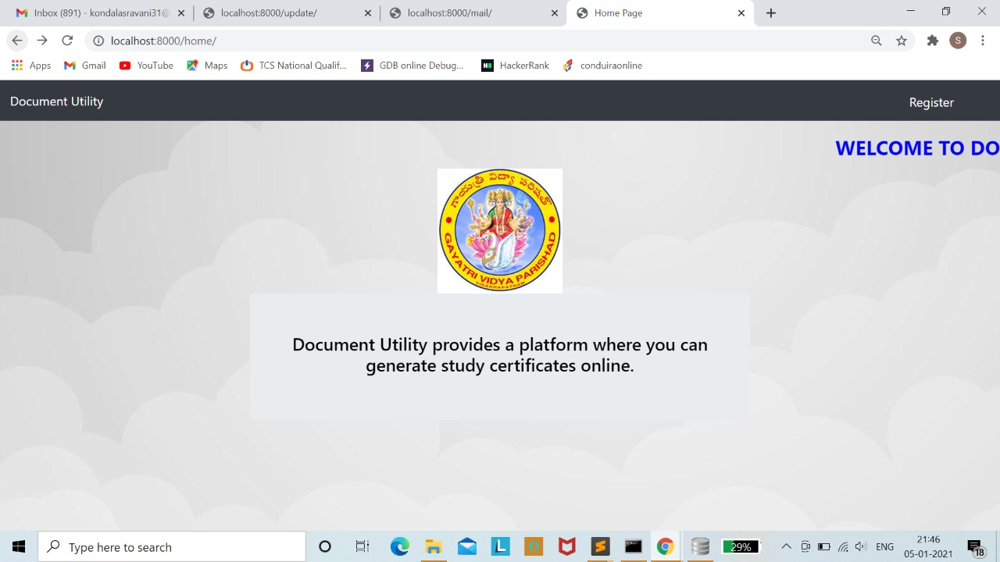 Inbox (891) - kondalasravani31@
localhost:8000/update/
localhost:8000/mail/
Home Page
localhost:8000/home/
S
Apps
Gmail
YouTube
Maps
TCS National Qualif...
GDB online Debug...
HackerRank
conduiraonline
Document Utility
Register
WELCOME TO DO
గాయత్రి విద్యా పరిషత్
GAYATRI VIDYA PARISHAD
VISAKHAPATNAM
Document Utility provides a platform where you can
generate study certificates online.
Type here to search
L
29%
ENG
21:46
05-01-2021
18